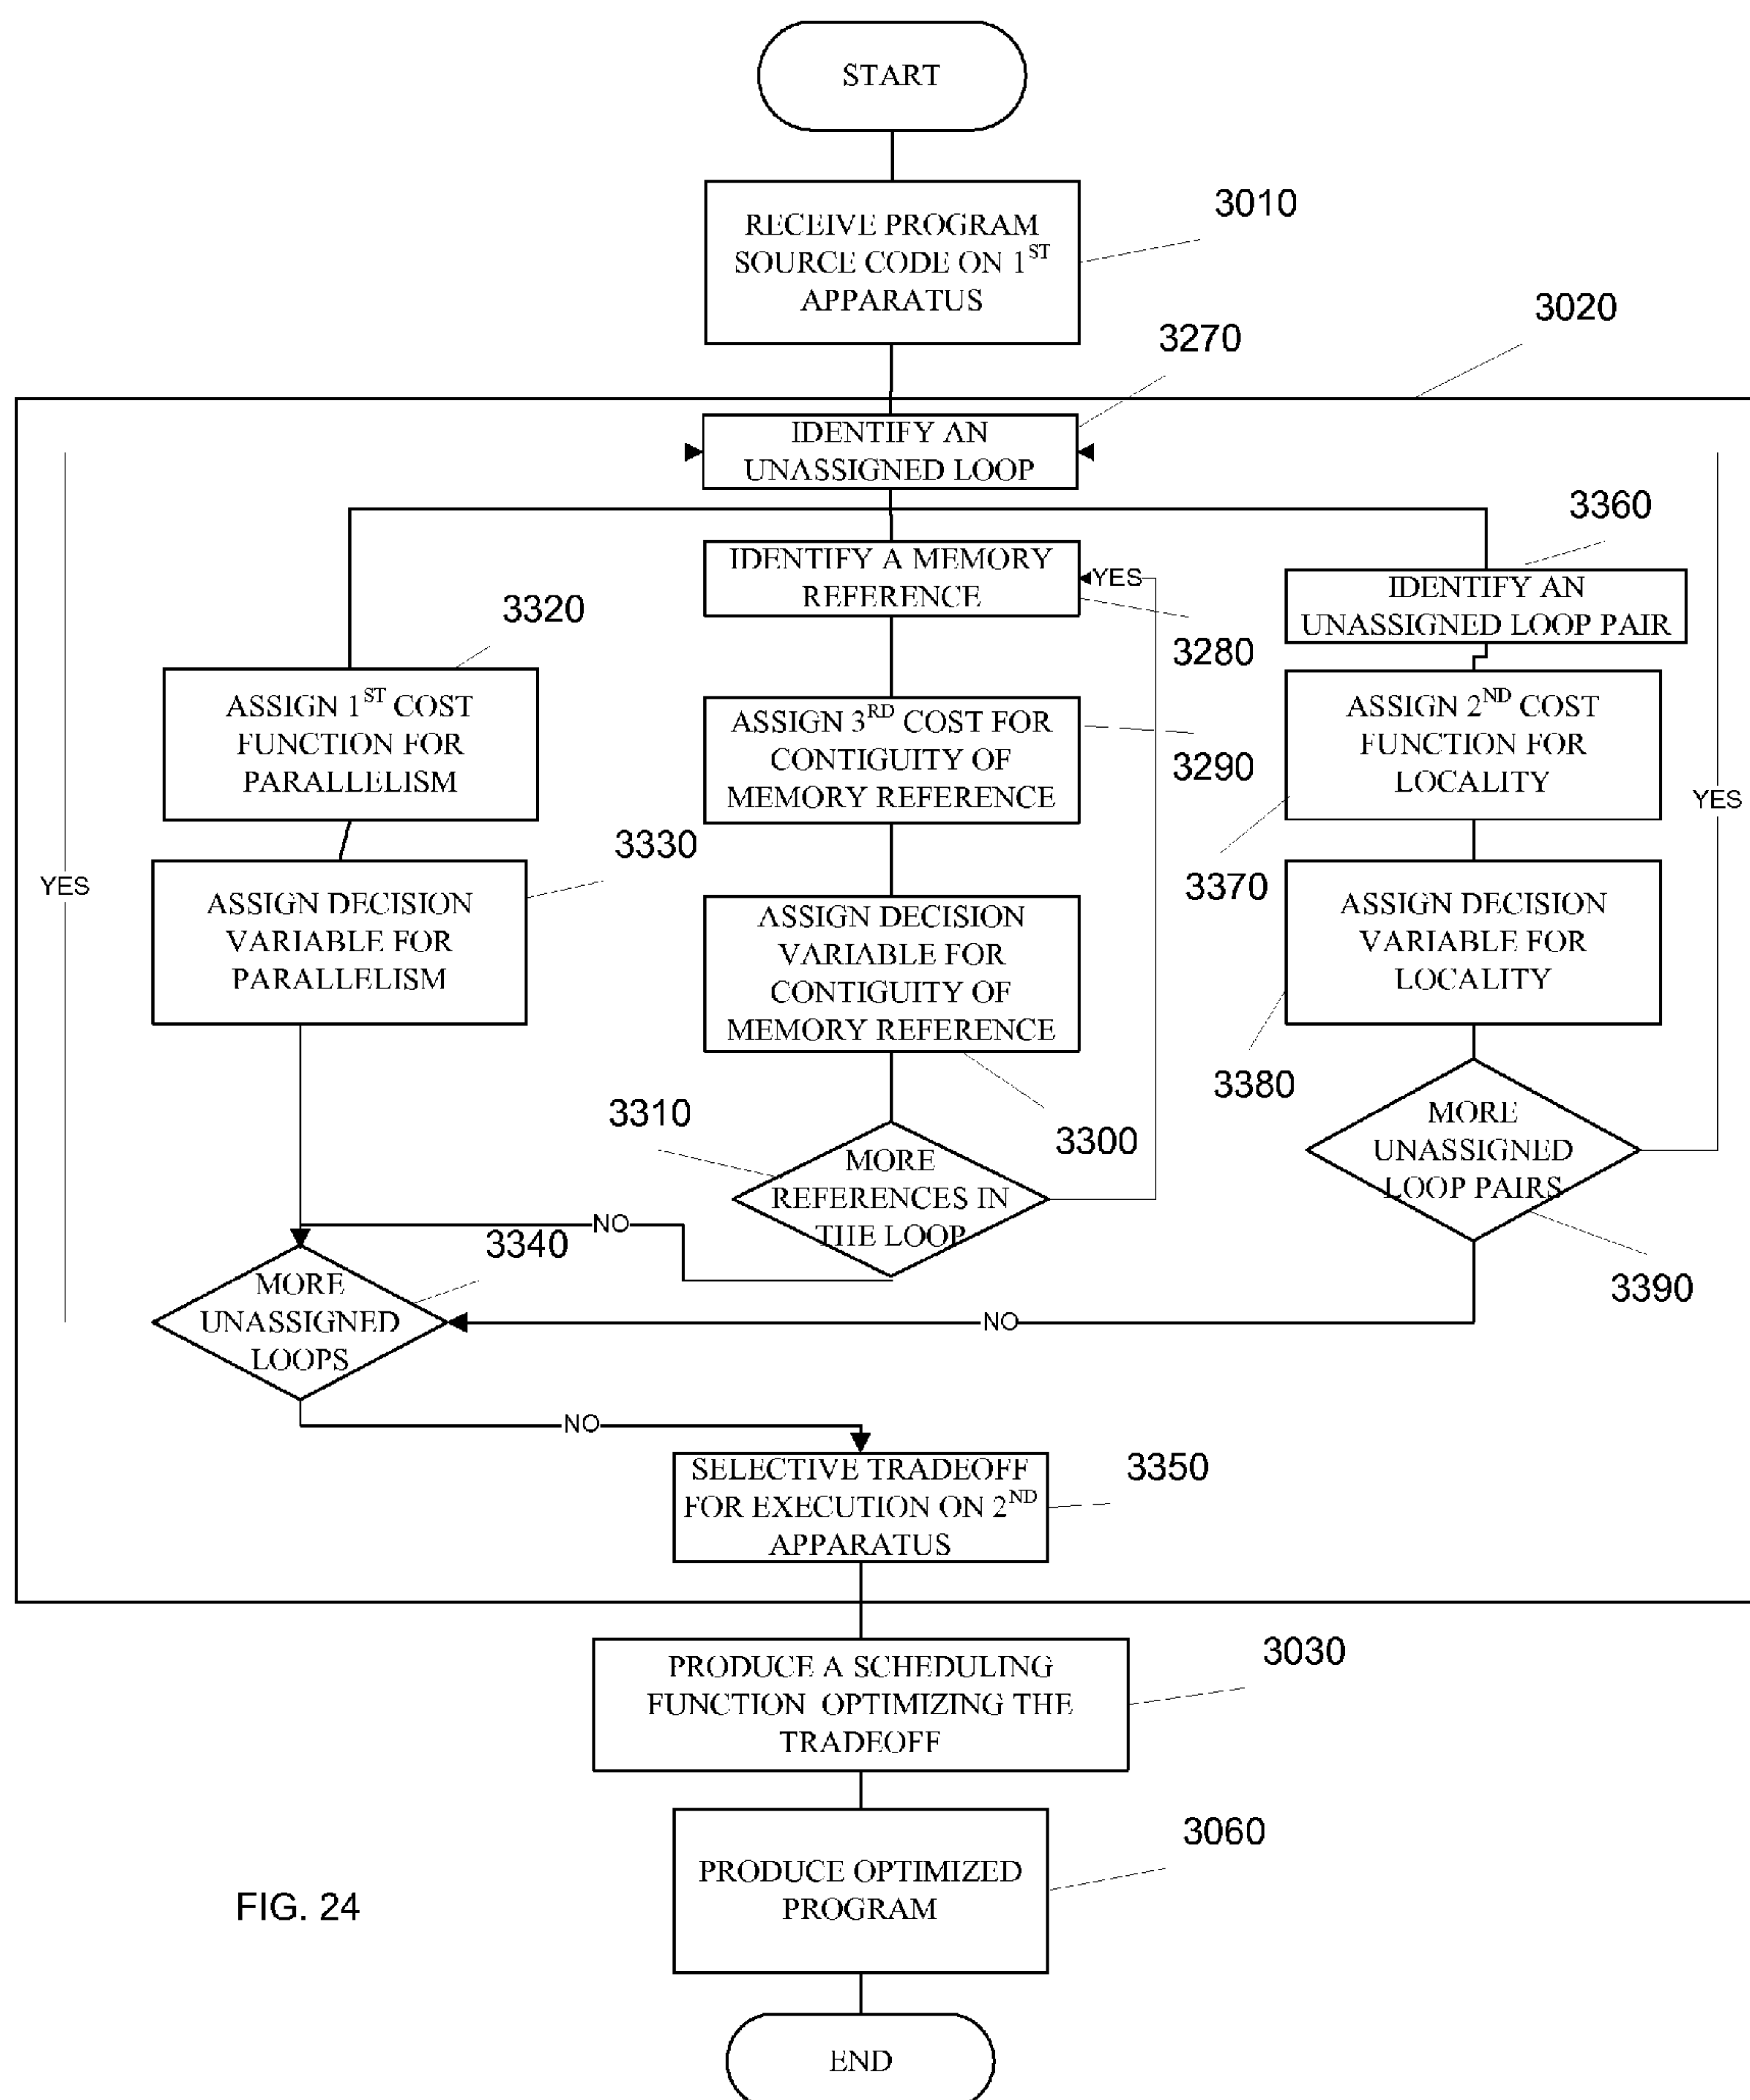 START
RECEIVE PROGRAM
SOURCE CODE ON 1ST
APPARATUS
3010
3020
3270
IDENTIFY AN
UNASSIGNED LOOP
3360
IDENTIFY A MEMORY
REFERENCE
YES
3280
IDENTIFY AN
UNASSIGNED LOOP PAIR
3320
ASSIGN 1ST COST
FUNCTION FOR
PARALLELISM
ASSIGN 3RD COST FOR
CONTIGUITY OF
MEMORY REFERENCE
3290
ASSIGN 2ND COST
FUNCTION FOR
LOCALITY
3370
YES
YES
3330
ASSIGN DECISION
VARIABLE FOR
PARALLELISM
ASSIGN DECISION
VARIABLE FOR
CONTIGUITY OF
MEMORY REFERENCE
3300
ASSIGN DECISION
VARIABLE FOR
LOCALITY
3380
3310
MORE
REFERENCES IN
THE LOOP
MORE
UNASSIGNED
LOOP PAIRS
3390
NO
3340
MORE
UNASSIGNED
LOOPS
NO
NO
SELECTIVE TRADEOFF
FOR EXECUTION ON 2ND
APPARATUS
3350
PRODUCE A SCHEDULING
FUNCTION OPTIMIZING THE
TRADEOFF
3030
PRODUCE OPTIMIZED
PROGRAM
3060
FIG. 24
END